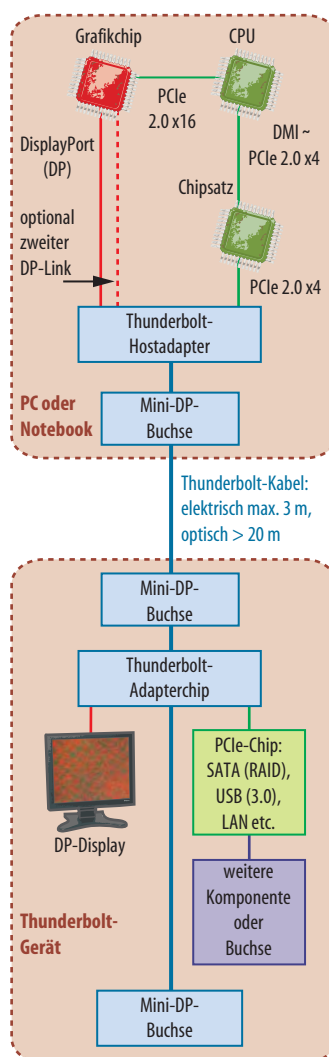 Grafikchip
CPU
PCIe
2.0 x16
DisplayPort
(DP)
DMI ~
PCIe 2.0 x4
Chipsatz
optional
zweiter
DP-Link
PCIe 2.0 x4
Thunderbolt-
Hostadapter
PC oder
Notebook
Mini-DP-
Buchse
Thunderbolt-Kabel:
elektrisch max. 3 m,
optisch > 20 m
Mini-DP-
Buchse
Thunderbolt-
Adapterchip
DP-Display
PCIe-Chip:
SATA (RAID),
USB (3.0),
LAN etc.
weitere
Komponente
oder
Buchse
Thunderbolt-
Gerät
Mini-DP-
Buchse